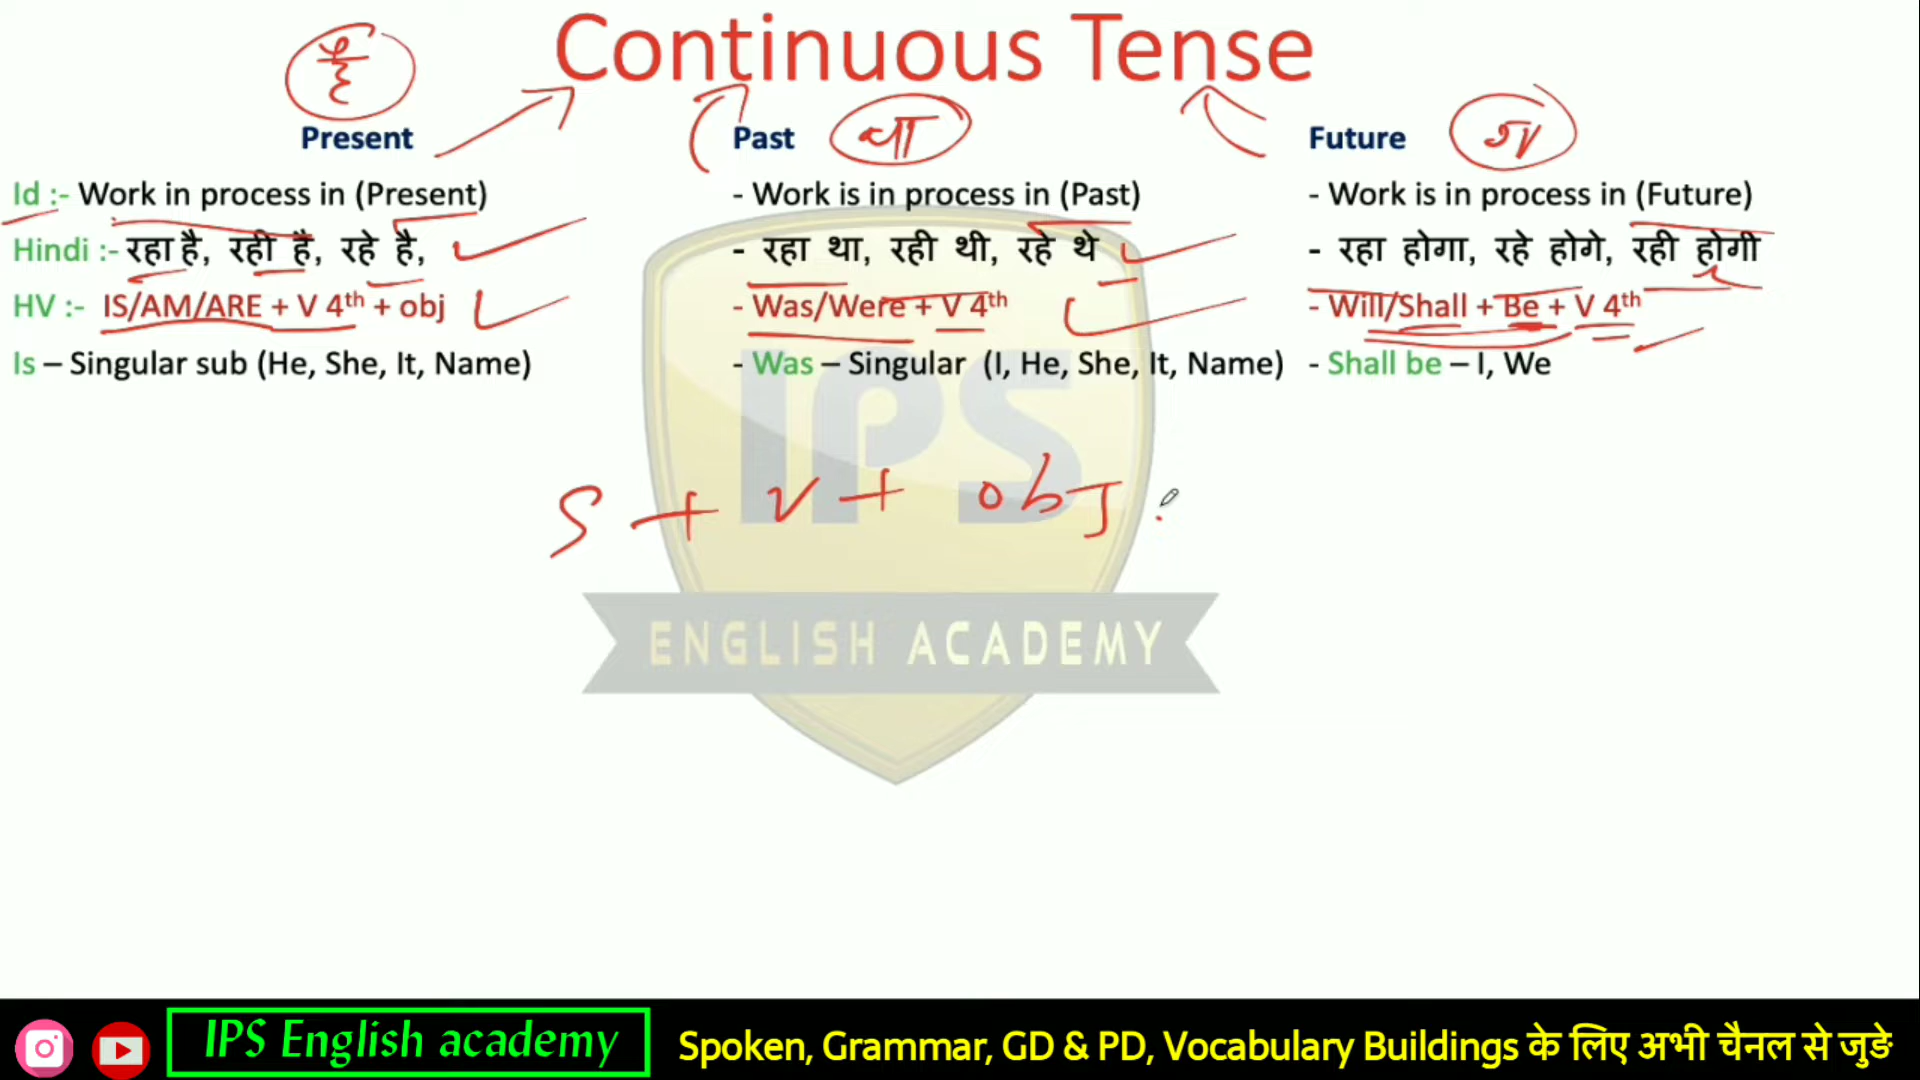 Continuous Tense
है
Present
Past
था
Future
गा
Id :- Work in process in (Present)
- Work is in process in (Past)
- Work is in process in (Future)
Hindi :- रहा है, रही है, रहे है,
- रहा था, रही थी, रहे थे
- रहा होगा, रहे होगे, रही होगी
HV :- IS/AM/ARE + V 4th + obj
- Was/Were + V 4th
- Will/Shall + Be + V 4th
Is – Singular sub (He, She, It, Name)
- Was – Singular (I, He, She, It, Name)
- Shall be – I, We
IPS
S + V + obj .
ENGLISH ACADEMY
IPS English academy
Spoken, Grammar, GD & PD, Vocabulary Buildings के लिए अभी चैनल से जुङे